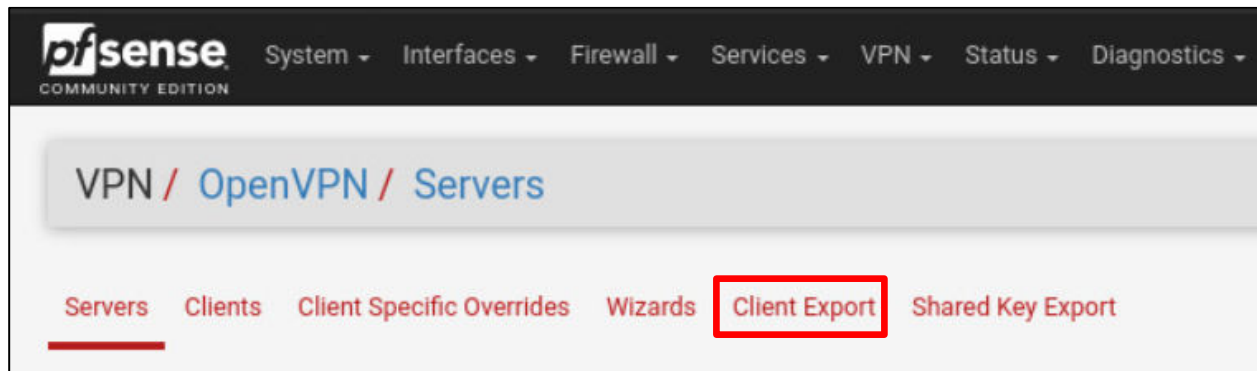 pfsense System Interfaces Firewall Services VPN Status Diagnostics
COMMUNITY EDITION
VPN / OpenVPN / Servers
Servers Clients Client Specific Overrides Wizards Client Export Shared Key Export